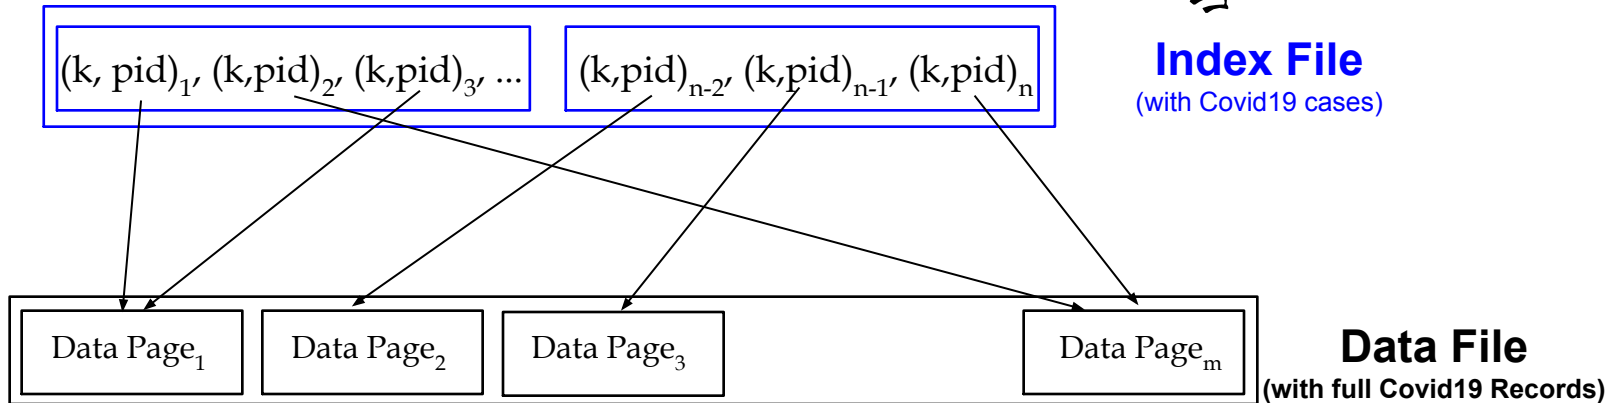 (k, pid)₁, (k,pid)₂, (k,pid)₃, ...
(k,pid)ₙ₋₂, (k,pid)ₙ₋₁, (k,pid)ₙ
Index File
(with Covid19 cases)
Data Page₁
Data Page₂
Data Page₃
Data Pageₘ
Data File
(with full Covid19 Records)